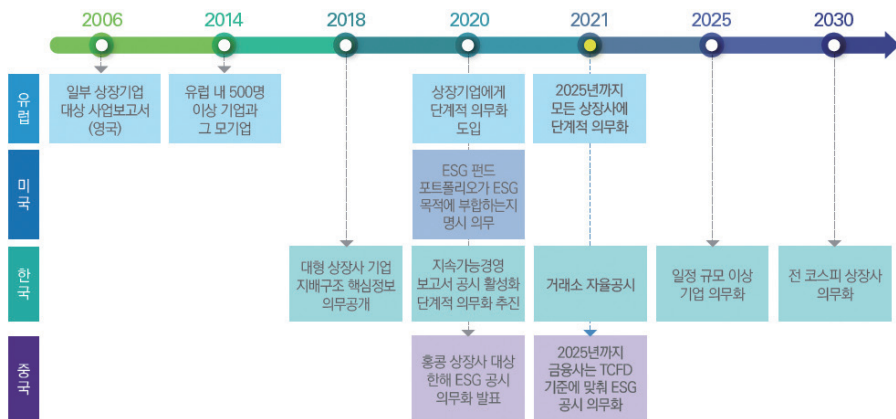 2006
2014
2018
2020
2021
2025
2030
유럽
일부 상장기업
대상 사업보고서
(영국)
유럽 내 500명
이상 기업과
그 모기업
상장기업에게
단계적 의무화
도입
2025년까지
모든 상장사에
단계적 의무화
미국
ESG 펀드
포트폴리오가 ESG
목적에 부합하는지
명시 의무
한국
대형 상장사 기업
지배구조 핵심정보
의무공개
지속가능경영
보고서 공시 활성화
단계적 의무화 추진
거래소 자율공시
일정 규모 이상
기업 의무화
전 코스피 상장사
의무화
중국
홍콩 상장사 대상
한해 ESG 공시
의무화 발표
2025년까지
금융사는 TCFD
기준에 맞춰 ESG
공시 의무화